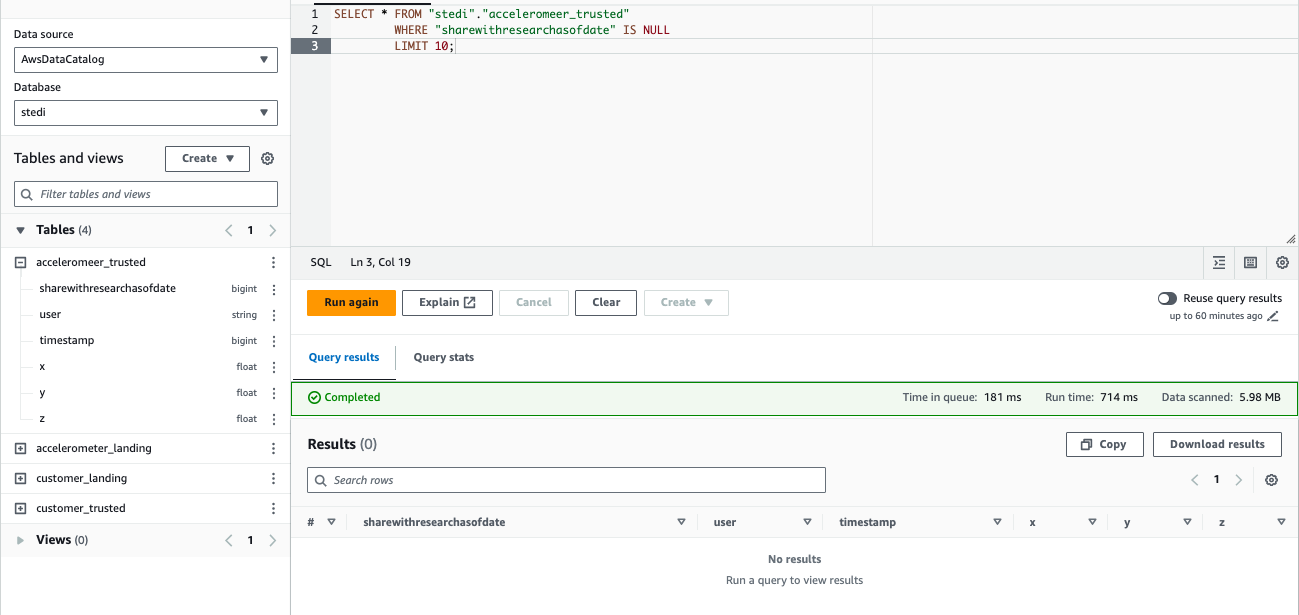 Data source
AwsDataCatalog
Database
stedi
Tables and views
Create
Filter tables and views
Tables (4)
1
acceleromeer_trusted
sharewithresearchasofdate bigint
user string
timestamp bigint
x float
y float
z float
accelerometer_landing
customer_landing
customer_trusted
Views (0)
1
1 SELECT * FROM "stedi"."acceleromeer_trusted"
2 WHERE "sharewithresearchasofdate" IS NULL
3 LIMIT 10;
SQL Ln 3, Col 19
Run again Explain Cancel Clear Create
Reuse query results
up to 60 minutes ago
Query results Query stats
Completed Time in queue: 181 ms Run time: 714 ms Data scanned: 5.98 MB
Results (0) Copy Download results
Search rows
1
# sharewithresearchasofdate user timestamp x y z
No results
Run a query to view results